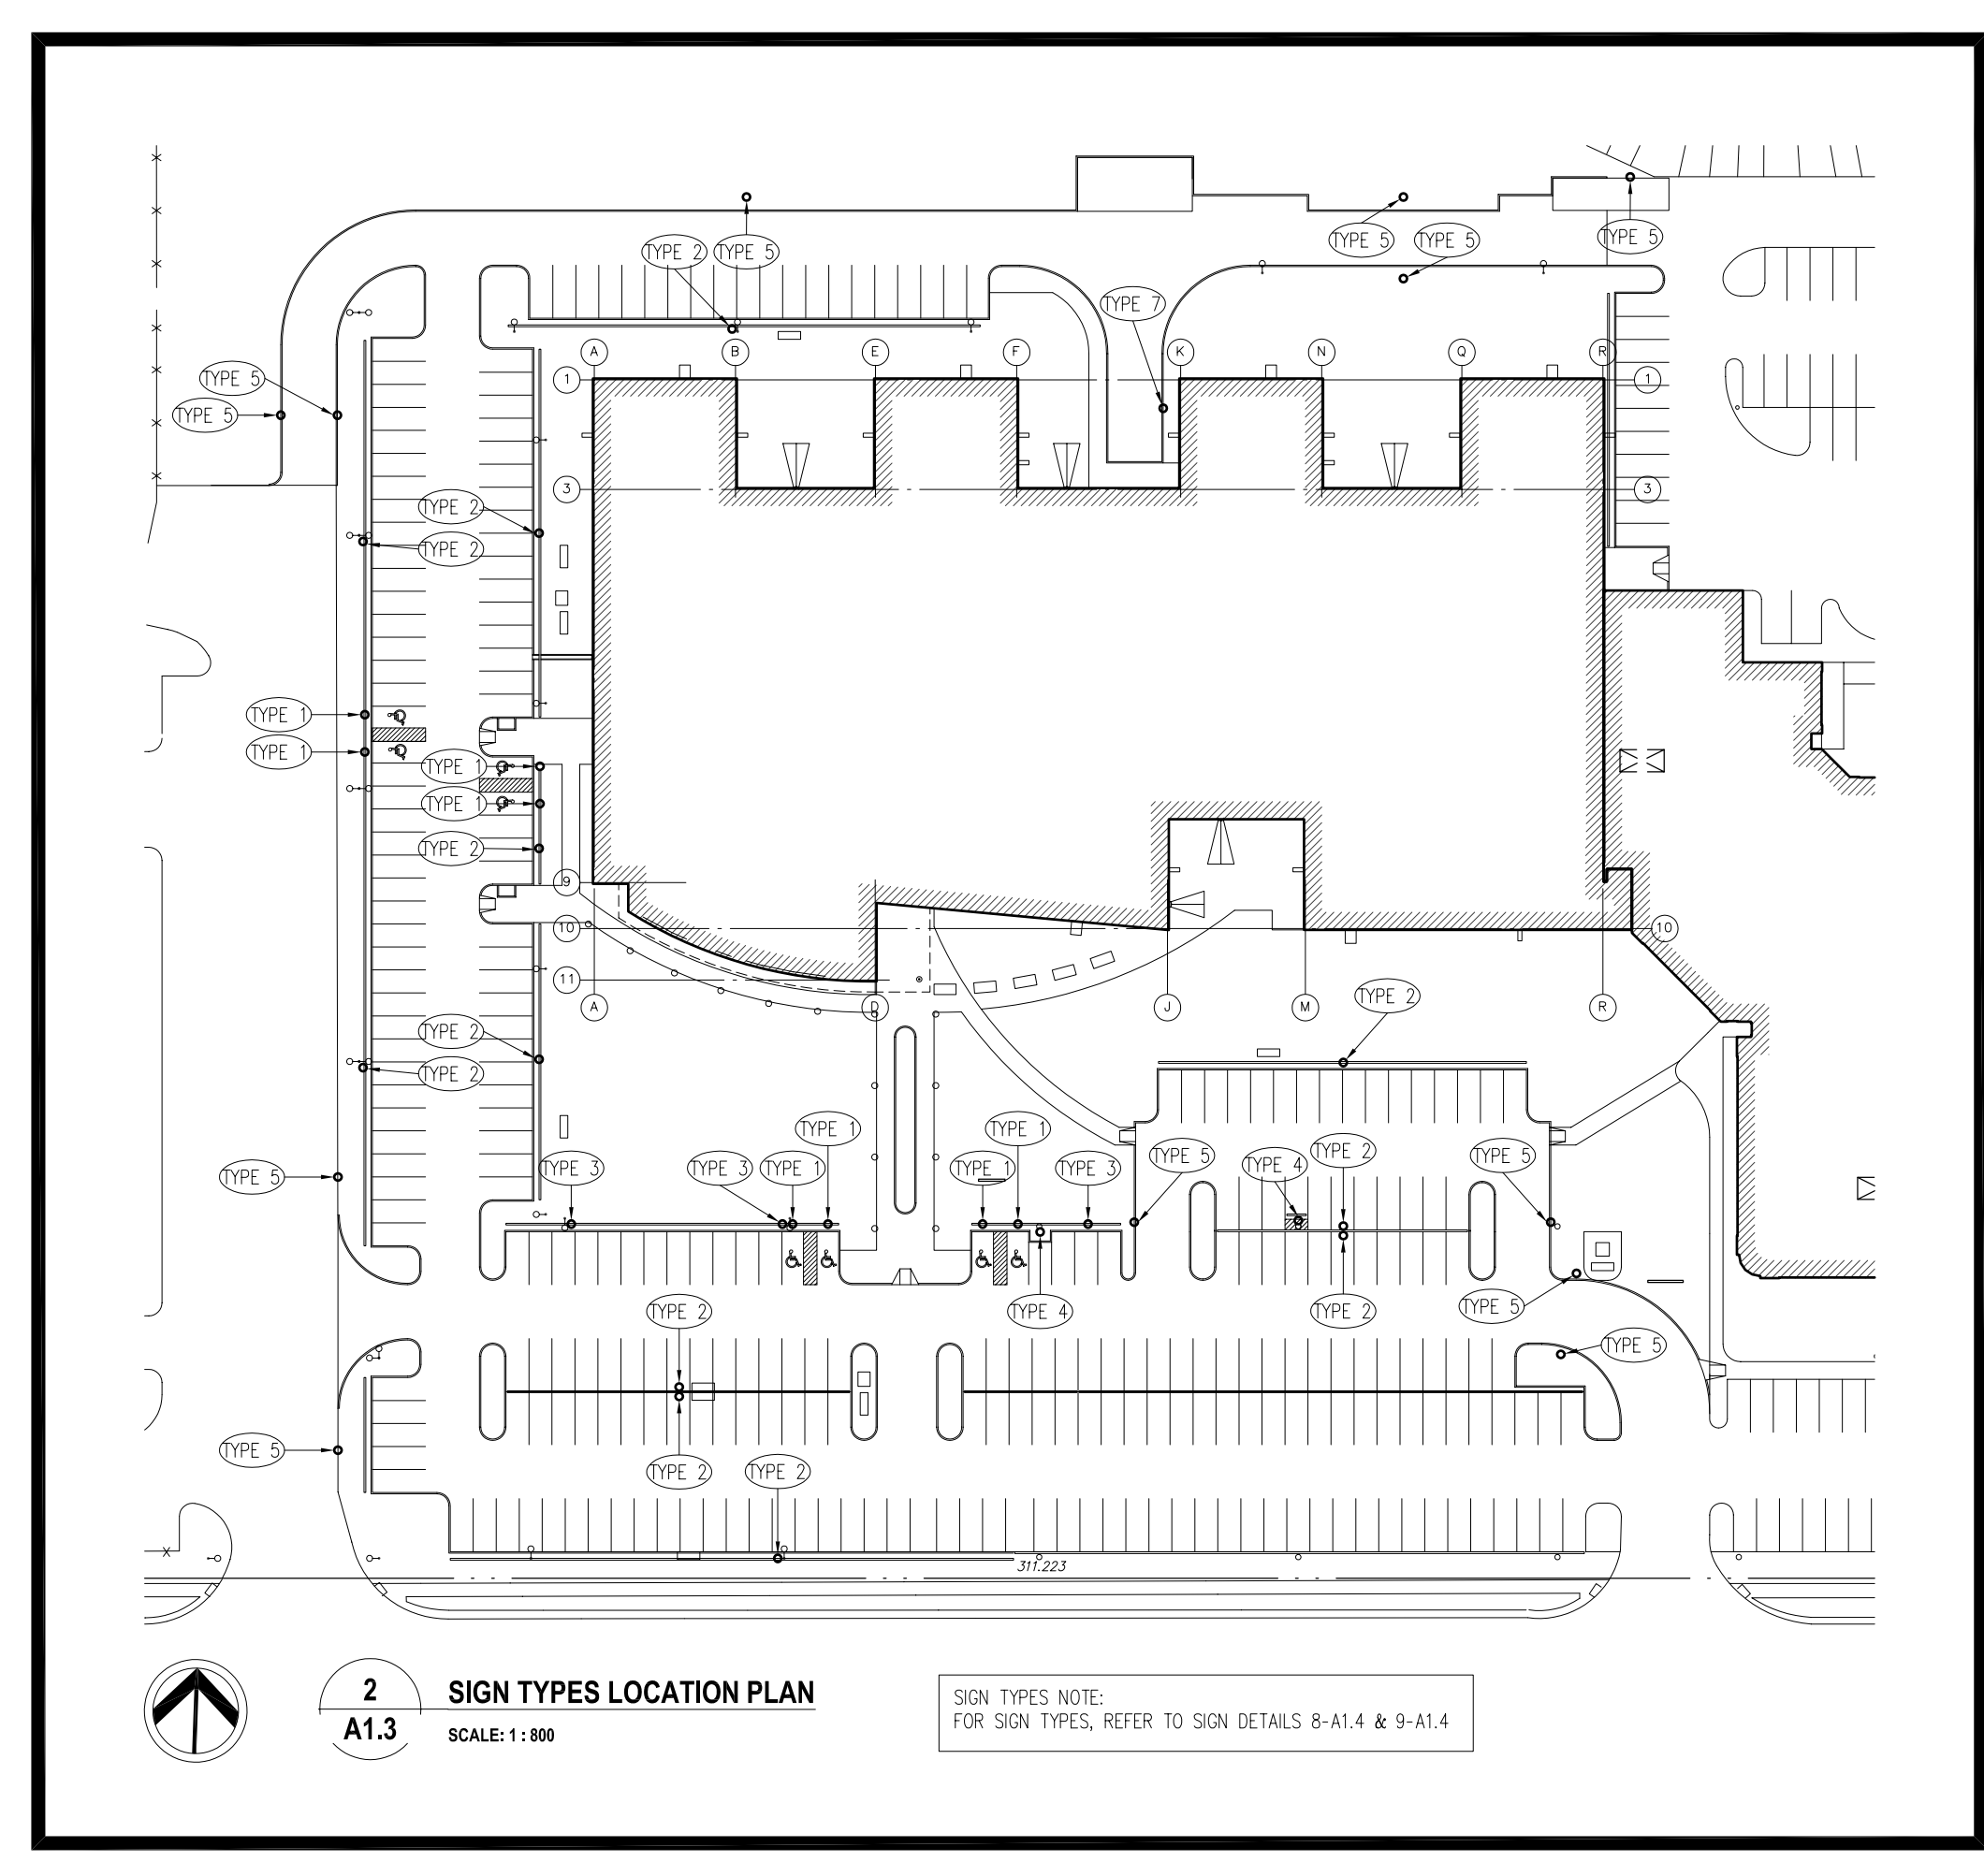 TYPE 5
TYPE 5
TYPE 5
TYPE 2
TYPE 5
TYPE 7
A B E F K N Q R
TYPE 5
1 1
TYPE 5
3 3
TYPE 2
TYPE 2
TYPE 1
TYPE 1
TYPE 1
TYPE 1
TYPE 2
9
10 10
11
TYPE 2
A D J M R
TYPE 2
TYPE 2
TYPE 1 TYPE 1
TYPE 2
TYPE 5 TYPE 5
TYPE 4
TYPE 3 TYPE 3 TYPE 1 TYPE 1 TYPE 3
TYPE 5
TYPE 5
TYPE 2 TYPE 4 TYPE 2
TYPE 5
TYPE 5
TYPE 2 TYPE 2
311.223
2
A1.3
SIGN TYPES LOCATION PLAN
SCALE: 1 : 800
SIGN TYPES NOTE:
FOR SIGN TYPES, REFER TO SIGN DETAILS 8-A1.4 & 9-A1.4